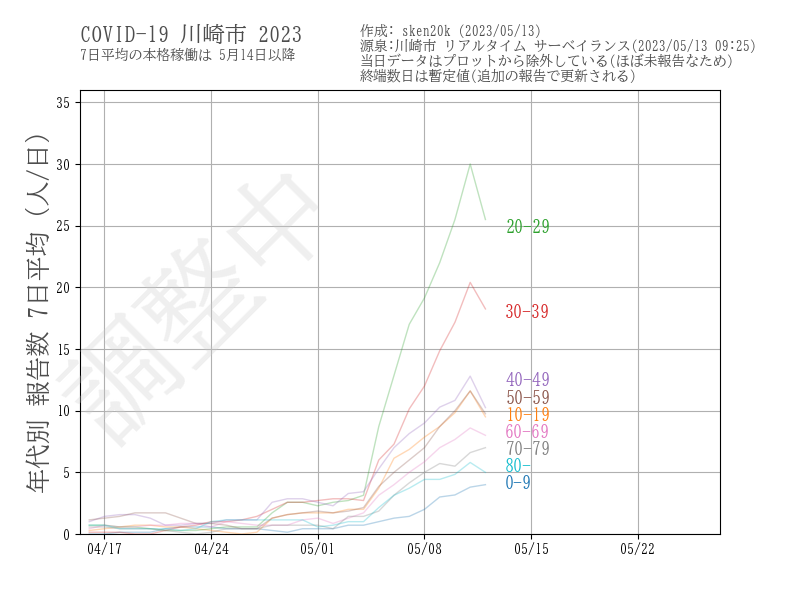 COVID-19 川崎市 2023
7日平均の本格稼働は 5月14日以降
作成: sken20k (2023/05/13)
源泉:川崎市 リアルタイム サーベイランス(2023/05/13 09:25)
当日データはプロットから除外している(ほぼ未報告なため)
終端数日は暫定値(追加の報告で更新される)
年代別 報告数 7日平均 (人/日)
調整中
35
30
25
20
15
10
5
0
20-29
30-39
40-49
50-59
10-19
60-69
70-79
80-
0-9
04/17 04/24 05/01 05/08 05/15 05/22